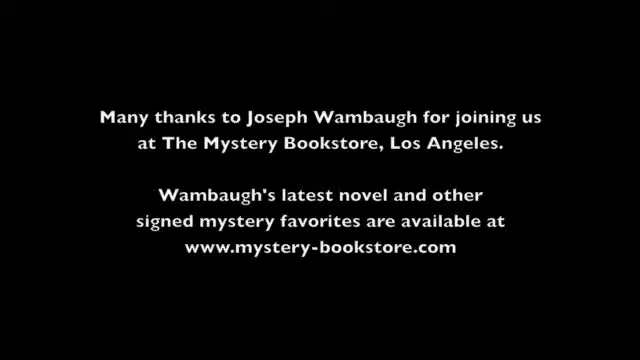 Many thanks to Joseph Wambaugh for joining us
at The Mystery Bookstore, Los Angeles.
Wambaugh's latest novel and other
signed mystery favorites are available at
www.mystery-bookstore.com